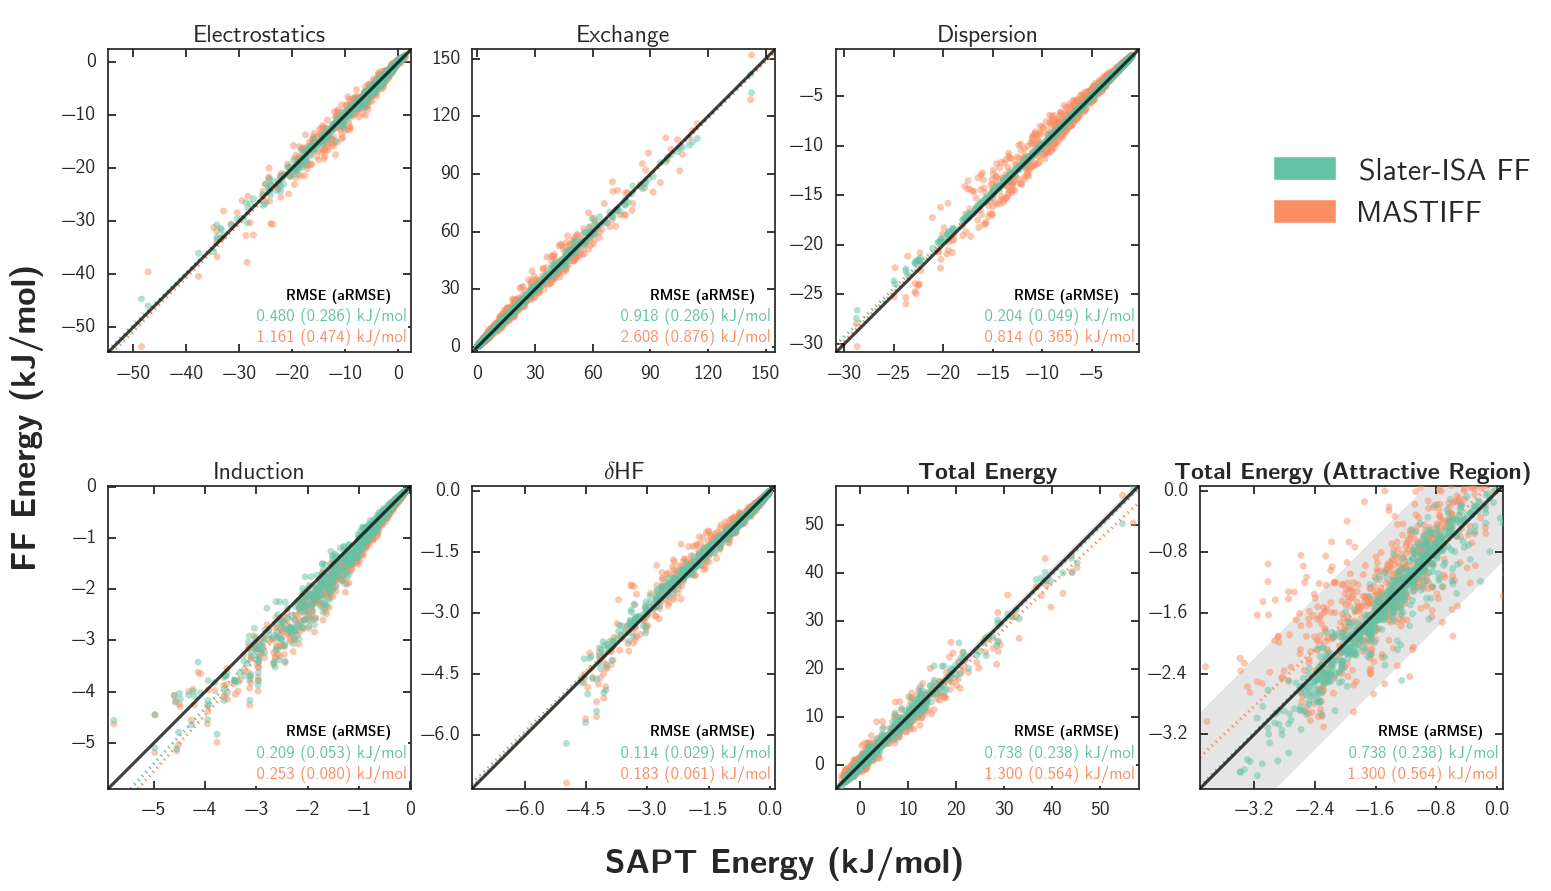 Electrostatics
0
−10
−20
−30
−40
−50
−50 −40 −30 −20 −10 0
RMSE (aRMSE)
0.480 (0.286) kJ/mol
1.161 (0.474) kJ/mol
Exchange
150
120
90
60
30
0
0 30 60 90 120 150
RMSE (aRMSE)
0.918 (0.286) kJ/mol
2.608 (0.876) kJ/mol
Dispersion
−5
−10
−15
−20
−25
−30
−30 −25 −20 −15 −10 −5
RMSE (aRMSE)
0.204 (0.049) kJ/mol
0.814 (0.365) kJ/mol
Slater-ISA FF
MASTIFF
FF Energy (kJ/mol)
Induction
0
−1
−2
−3
−4
−5
−5 −4 −3 −2 −1 0
RMSE (aRMSE)
0.209 (0.053) kJ/mol
0.253 (0.080) kJ/mol
δHF
0.0
−1.5
−3.0
−4.5
−6.0
−6.0 −4.5 −3.0 −1.5 0.0
RMSE (aRMSE)
0.114 (0.029) kJ/mol
0.183 (0.061) kJ/mol
Total Energy
50
40
30
20
10
0
0 10 20 30 40 50
RMSE (aRMSE)
0.738 (0.238) kJ/mol
1.300 (0.564) kJ/mol
Total Energy (Attractive Region)
0.0
−0.8
−1.6
−2.4
−3.2
−3.2 −2.4 −1.6 −0.8 0.0
RMSE (aRMSE)
0.738 (0.238) kJ/mol
1.300 (0.564) kJ/mol
SAPT Energy (kJ/mol)